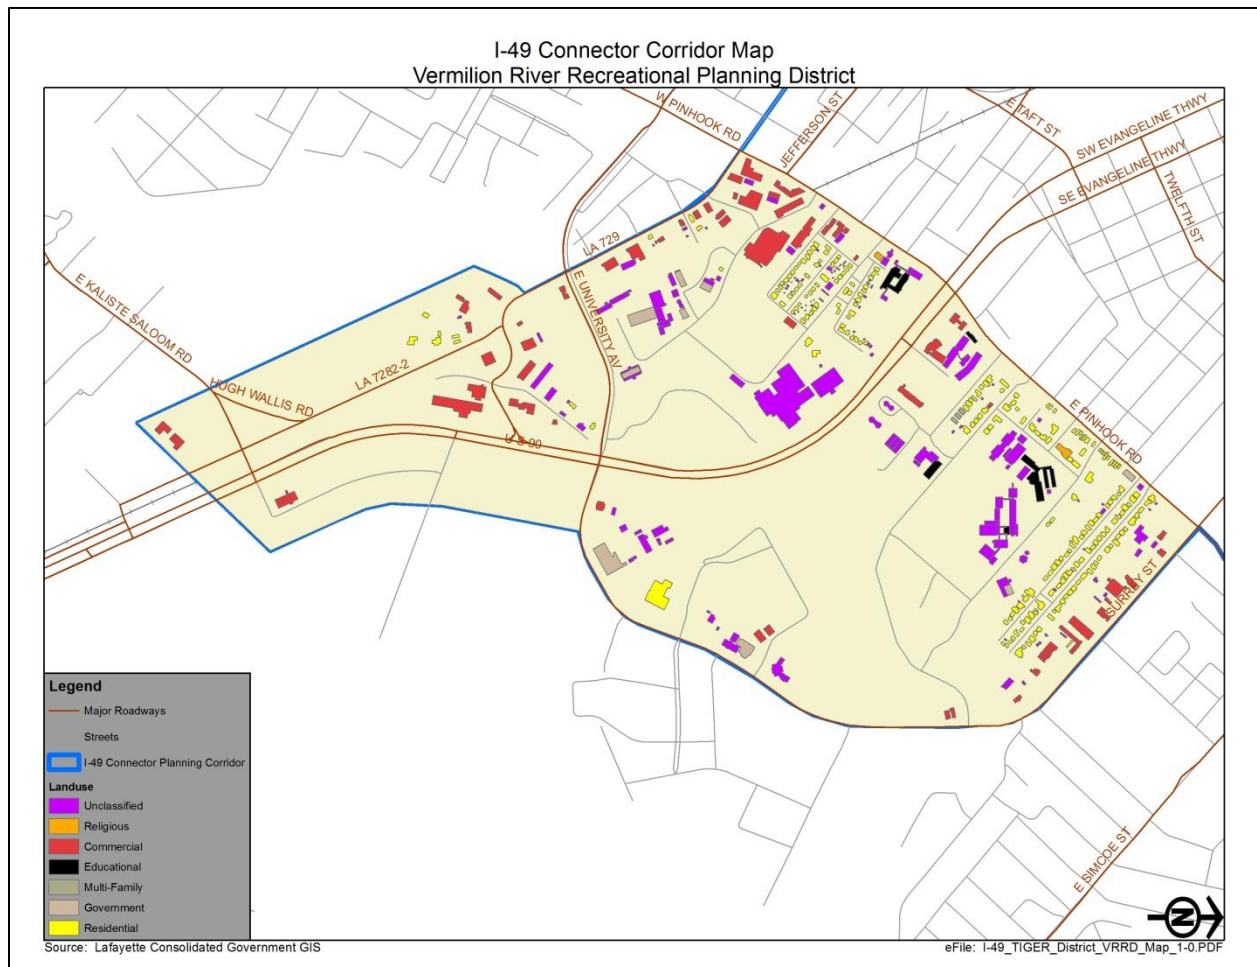 I-49 Connector Corridor Map
Vermilion River Recreational Planning District
W PINHOOK RD
JEFFERSON ST
E TAFT ST
SW EVANGELINE THWY
SE EVANGELINE THWY
TWELFTH ST
LA 729
E UNIVERSITY AV
E KALISTE SALOOM RD
HUGH WALLIS RD
LA 7282-2
U S 90
E PINHOOK RD
SURREY ST
E SIMCOE ST
Legend
Major Roadways
Streets
I-49 Connector Planning Corridor
Landuse
Unclassified
Religious
Commercial
Educational
Multi-Family
Government
Residential
N
Source: Lafayette Consolidated Government GIS
eFile: I-49_TIGER_District_VRRD_Map_1-0.PDF